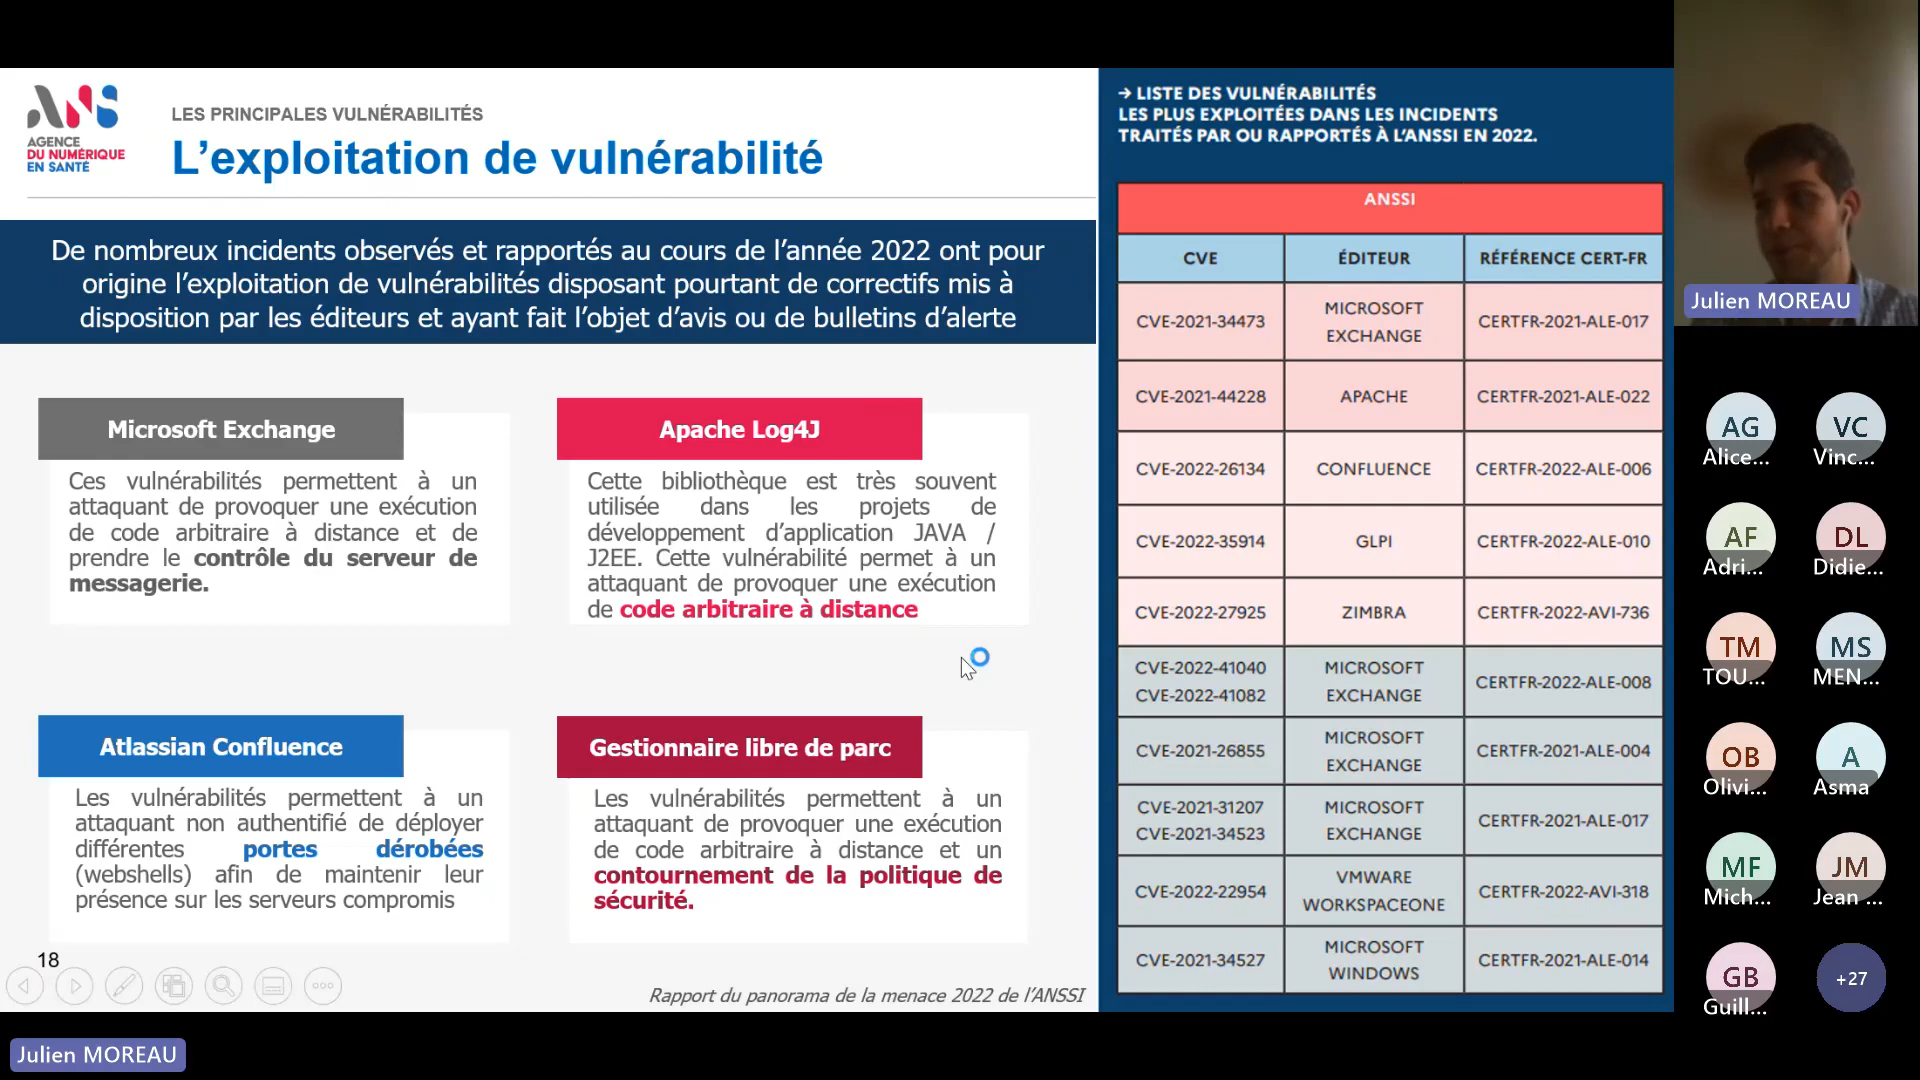 ANS
AGENCE
DU NUMÉRIQUE
EN SANTÉ
LES PRINCIPALES VULNÉRABILITÉS
L’exploitation de vulnérabilité
De nombreux incidents observés et rapportés au cours de l’année 2022 ont pour
origine l’exploitation de vulnérabilités disposant pourtant de correctifs mis à
disposition par les éditeurs et ayant fait l’objet d’avis ou de bulletins d’alerte
Microsoft Exchange
Ces vulnérabilités permettent à un
attaquant de provoquer une exécution
de code arbitraire à distance et de
prendre le contrôle du serveur de
messagerie.
Apache Log4J
Cette bibliothèque est très souvent
utilisée dans les projets de
développement d’application JAVA /
J2EE. Cette vulnérabilité permet à un
attaquant de provoquer une exécution
de code arbitraire à distance
Atlassian Confluence
Les vulnérabilités permettent à un
attaquant non authentifié de déployer
différentes portes dérobées
(webshells) afin de maintenir leur
présence sur les serveurs compromis
Gestionnaire libre de parc
Les vulnérabilités permettent à un
attaquant de provoquer une exécution
de code arbitraire à distance et un
contournement de la politique de
sécurité.
18
Rapport du panorama de la menace 2022 de l’ANSSI
→ LISTE DES VULNÉRABILITÉS
LES PLUS EXPLOITÉES DANS LES INCIDENTS
TRAITÉS PAR OU RAPPORTÉS À L’ANSSI EN 2022.
ANSSI
CVE ÉDITEUR RÉFÉRENCE CERT-FR
CVE-2021-34473 MICROSOFT EXCHANGE CERTFR-2021-ALE-017
CVE-2021-44228 APACHE CERTFR-2021-ALE-022
CVE-2022-26134 CONFLUENCE CERTFR-2022-ALE-006
CVE-2022-35914 GLPI CERTFR-2022-ALE-010
CVE-2022-27925 ZIMBRA CERTFR-2022-AVI-736
CVE-2022-41040 CVE-2022-41082 MICROSOFT EXCHANGE CERTFR-2022-ALE-008
CVE-2021-26855 MICROSOFT EXCHANGE CERTFR-2021-ALE-004
CVE-2021-31207 CVE-2021-34523 MICROSOFT EXCHANGE CERTFR-2021-ALE-017
CVE-2022-22954 VMWARE WORKSPACEONE CERTFR-2022-AVI-318
CVE-2021-34527 MICROSOFT WINDOWS CERTFR-2021-ALE-014
Julien MOREAU
AG VC
Alice... Vinc...
AF DL
Adri... Didie...
TM MS
TOU... MEN...
OB A
Olivi... Asma
MF JM
Mich... Jean ...
GB +27
Guill...
Julien MOREAU